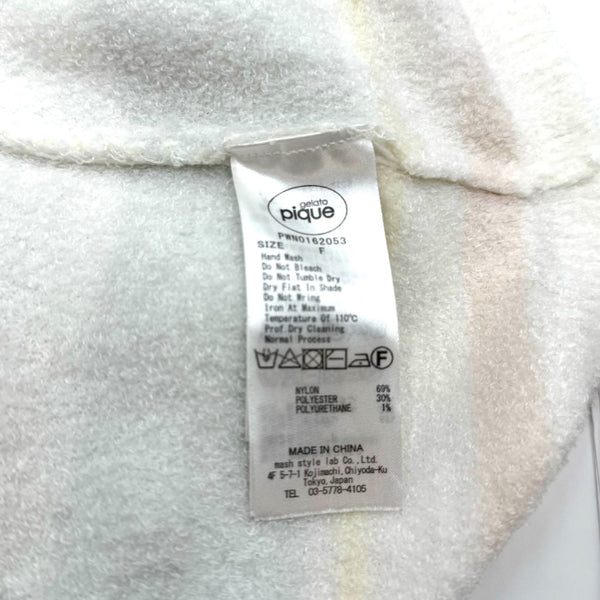 gelato
pique
PWNO162053
SIZE F
Hand Wash
Do Not Bleach
Do Not Tumble Dry
Dry Flat In Shade
Do Not Wring
Iron At Maximum
Temperature Of 110℃
Prof.Dry Cleaning
Normal Process
F
NYLON 69%
POLYESTER 30%
POLYURETHANE 1%
MADE IN CHINA
mash style lab Co.,Ltd.
4F 5-7-1 Kojimachi,Chiyoda-Ku
Tokyo,Japan
TEL 03-5778-4105